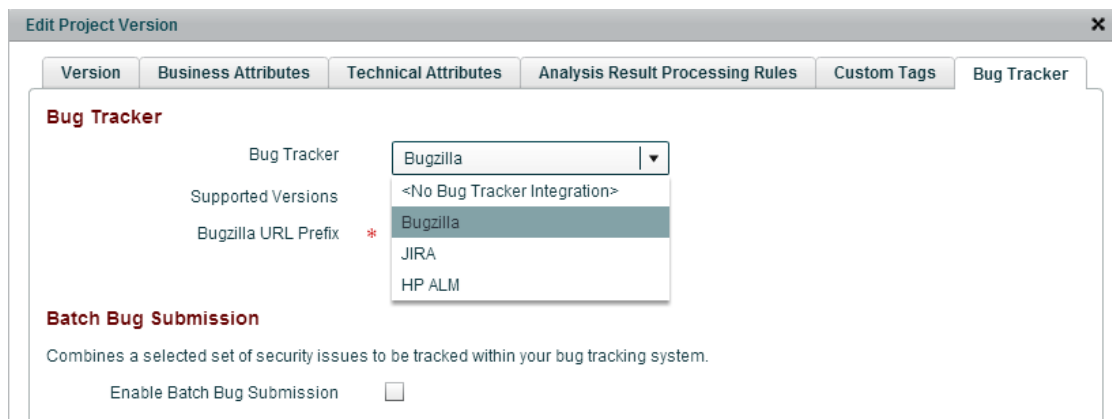 Edit Project Version
Version Business Attributes Technical Attributes Analysis Result Processing Rules Custom Tags Bug Tracker
Bug Tracker
Bug Tracker Bugzilla
Supported Versions <No Bug Tracker Integration>
Bugzilla
Bugzilla URL Prefix *
JIRA
HP ALM
Batch Bug Submission
Combines a selected set of security issues to be tracked within your bug tracking system.
Enable Batch Bug Submission